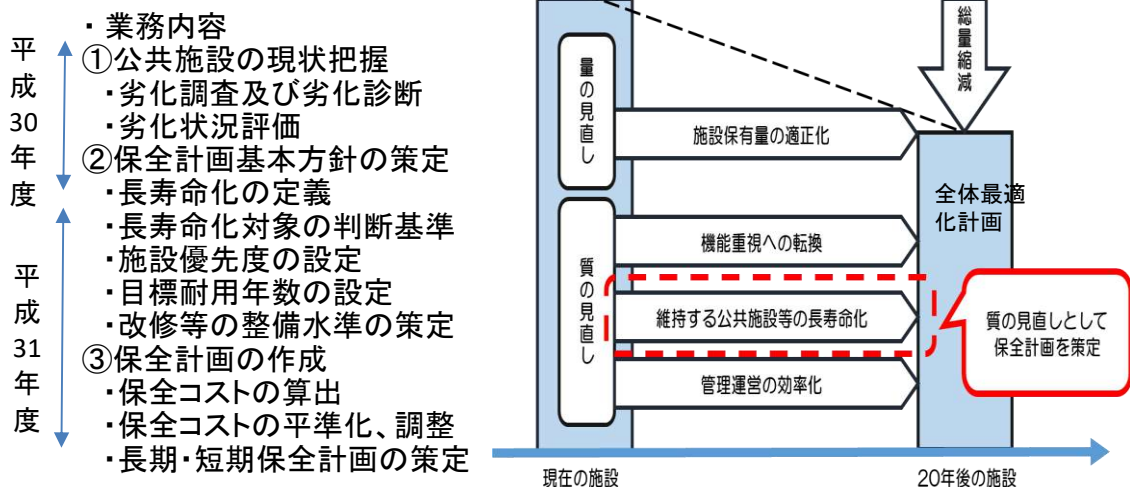 平成30年度
平成31年度
・業務内容
①公共施設の現状把握
・劣化調査及び劣化診断
・劣化状況評価
②保全計画基本方針の策定
・長寿命化の定義
・長寿命化対象の判断基準
・施設優先度の設定
・目標耐用年数の設定
・改修等の整備水準の策定
③保全計画の作成
・保全コストの算出
・保全コストの平準化、調整
・長期・短期保全計画の策定
総量縮減
量の見直し
施設保有量の適正化
全体最適
化計画
質の見直し
機能重視への転換
維持する公共施設等の長寿命化
管理運営の効率化
質の見直しとして
保全計画を策定
現在の施設
20年後の施設